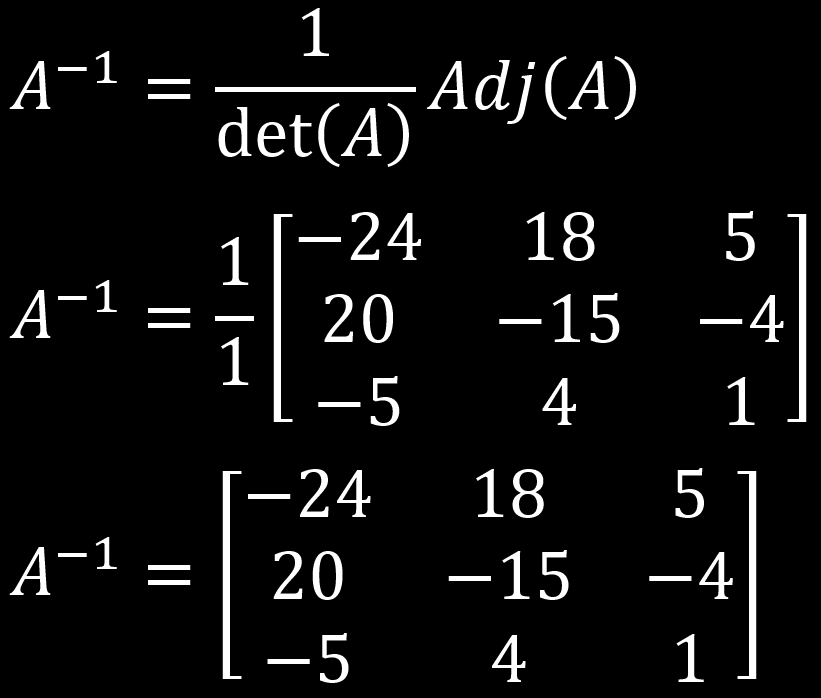 A⁻¹ = 1/det(A) Adj(A)
A⁻¹ = 1/1 [−24 18 5
20 −15 −4
−5 4 1]
A⁻¹ = [−24 18 5
20 −15 −4
−5 4 1]